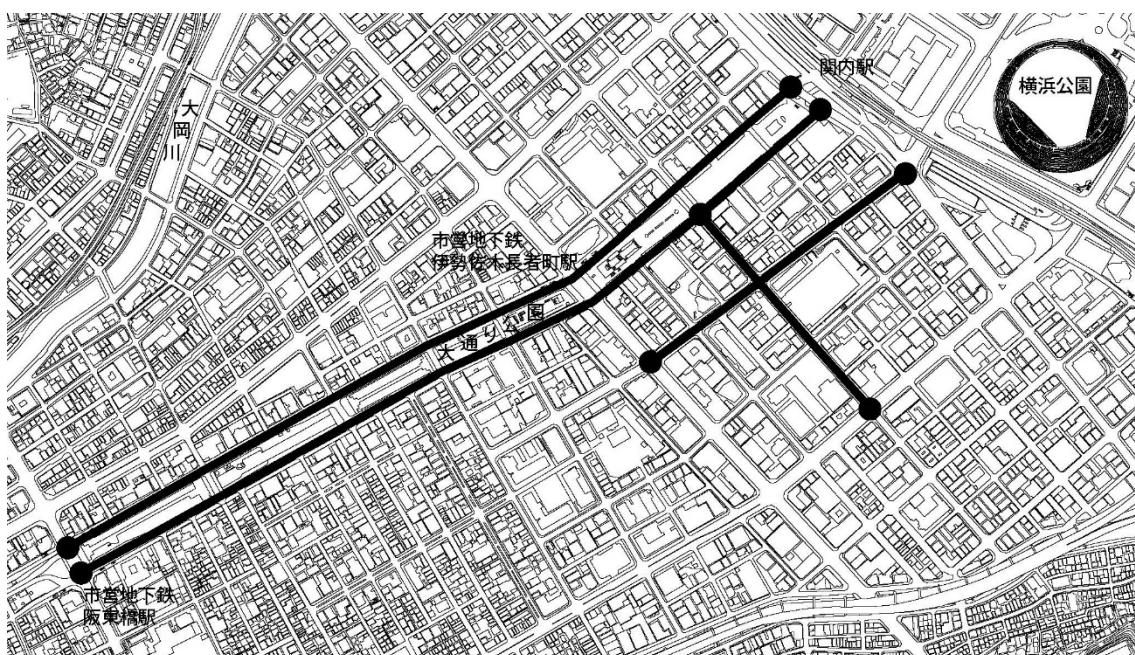 関内駅
横浜公園
大岡川
市営地下鉄
伊勢佐木長者町駅
大通り公園
市営地下鉄
阪東橋駅